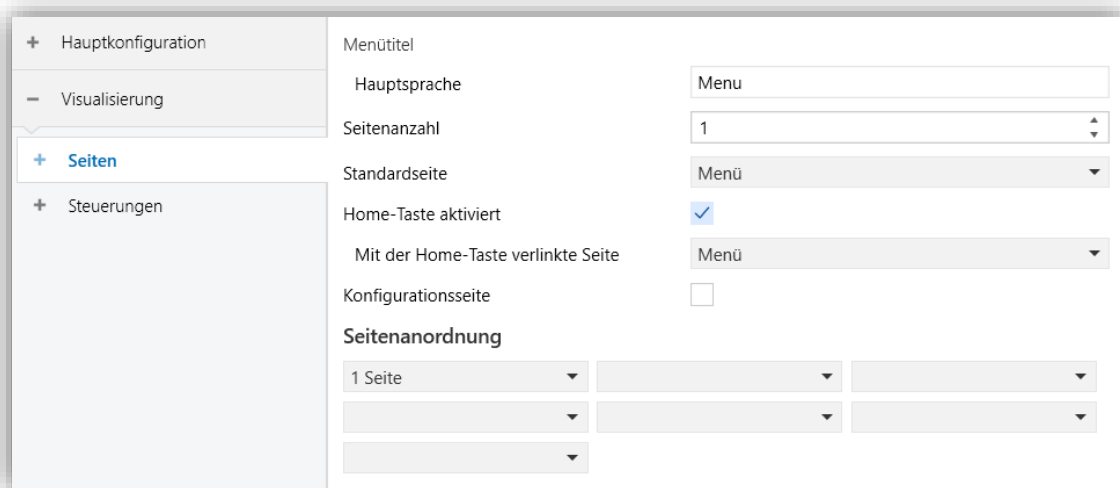 Hauptkonfiguration
Visualisierung
Seiten
Steuerungen
Menütitel
Hauptsprache Menu
Seitenanzahl 1
Standardseite Menü
Home-Taste aktiviert
Mit der Home-Taste verlinkte Seite Menü
Konfigurationsseite
Seitenanordnung
1 Seite